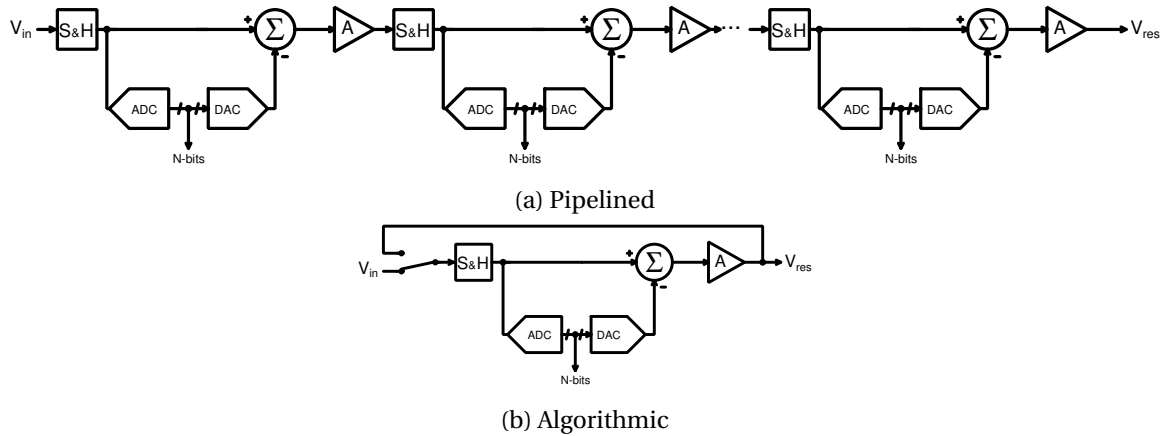 V_in S&H + Σ - A S&H + Σ - A ... S&H + Σ - A V_res
ADC DAC ADC DAC ADC DAC
N-bits N-bits N-bits
(a) Pipelined
V_in S&H + Σ - A V_res
ADC DAC
N-bits
(b) Algorithmic